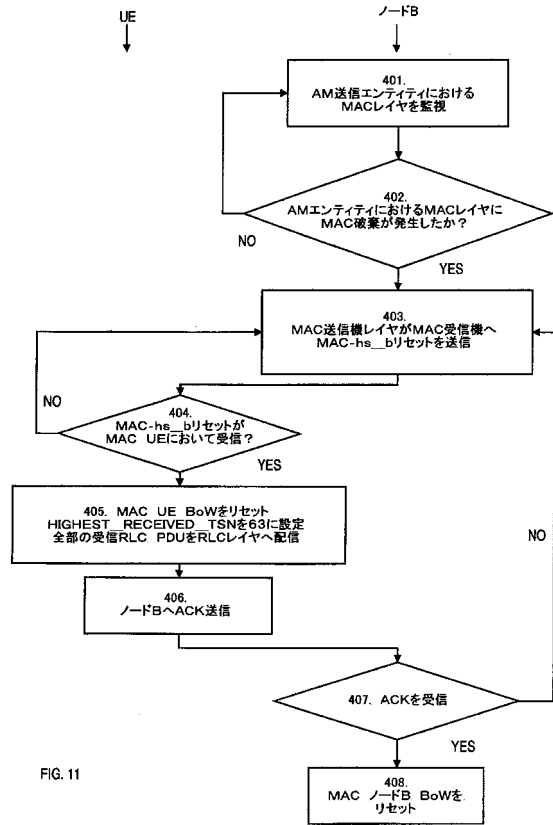 UE
ノードB
401.
AM送信エンティティにおける
MACレイヤを監視
402.
AMエンティティにおけるMACレイヤに
MAC破棄が発生したか?
NO
YES
403.
MAC送信機レイヤがMAC受信機へ
MAC-hs__bリセットを送信
NO
404.
MAC-hs__bリセットが
MAC UEにおいて受信?
YES
405. MAC UE BoWをリセット
HIGHEST__RECEIVED__TSNを63に設定
全部の受信RLC PDUをRLCレイヤへ配信
NO
406.
ノードBへACK送信
407、ACKを受信
YES
FIG. 11
408.
MAC ノードB BoWを
リセット